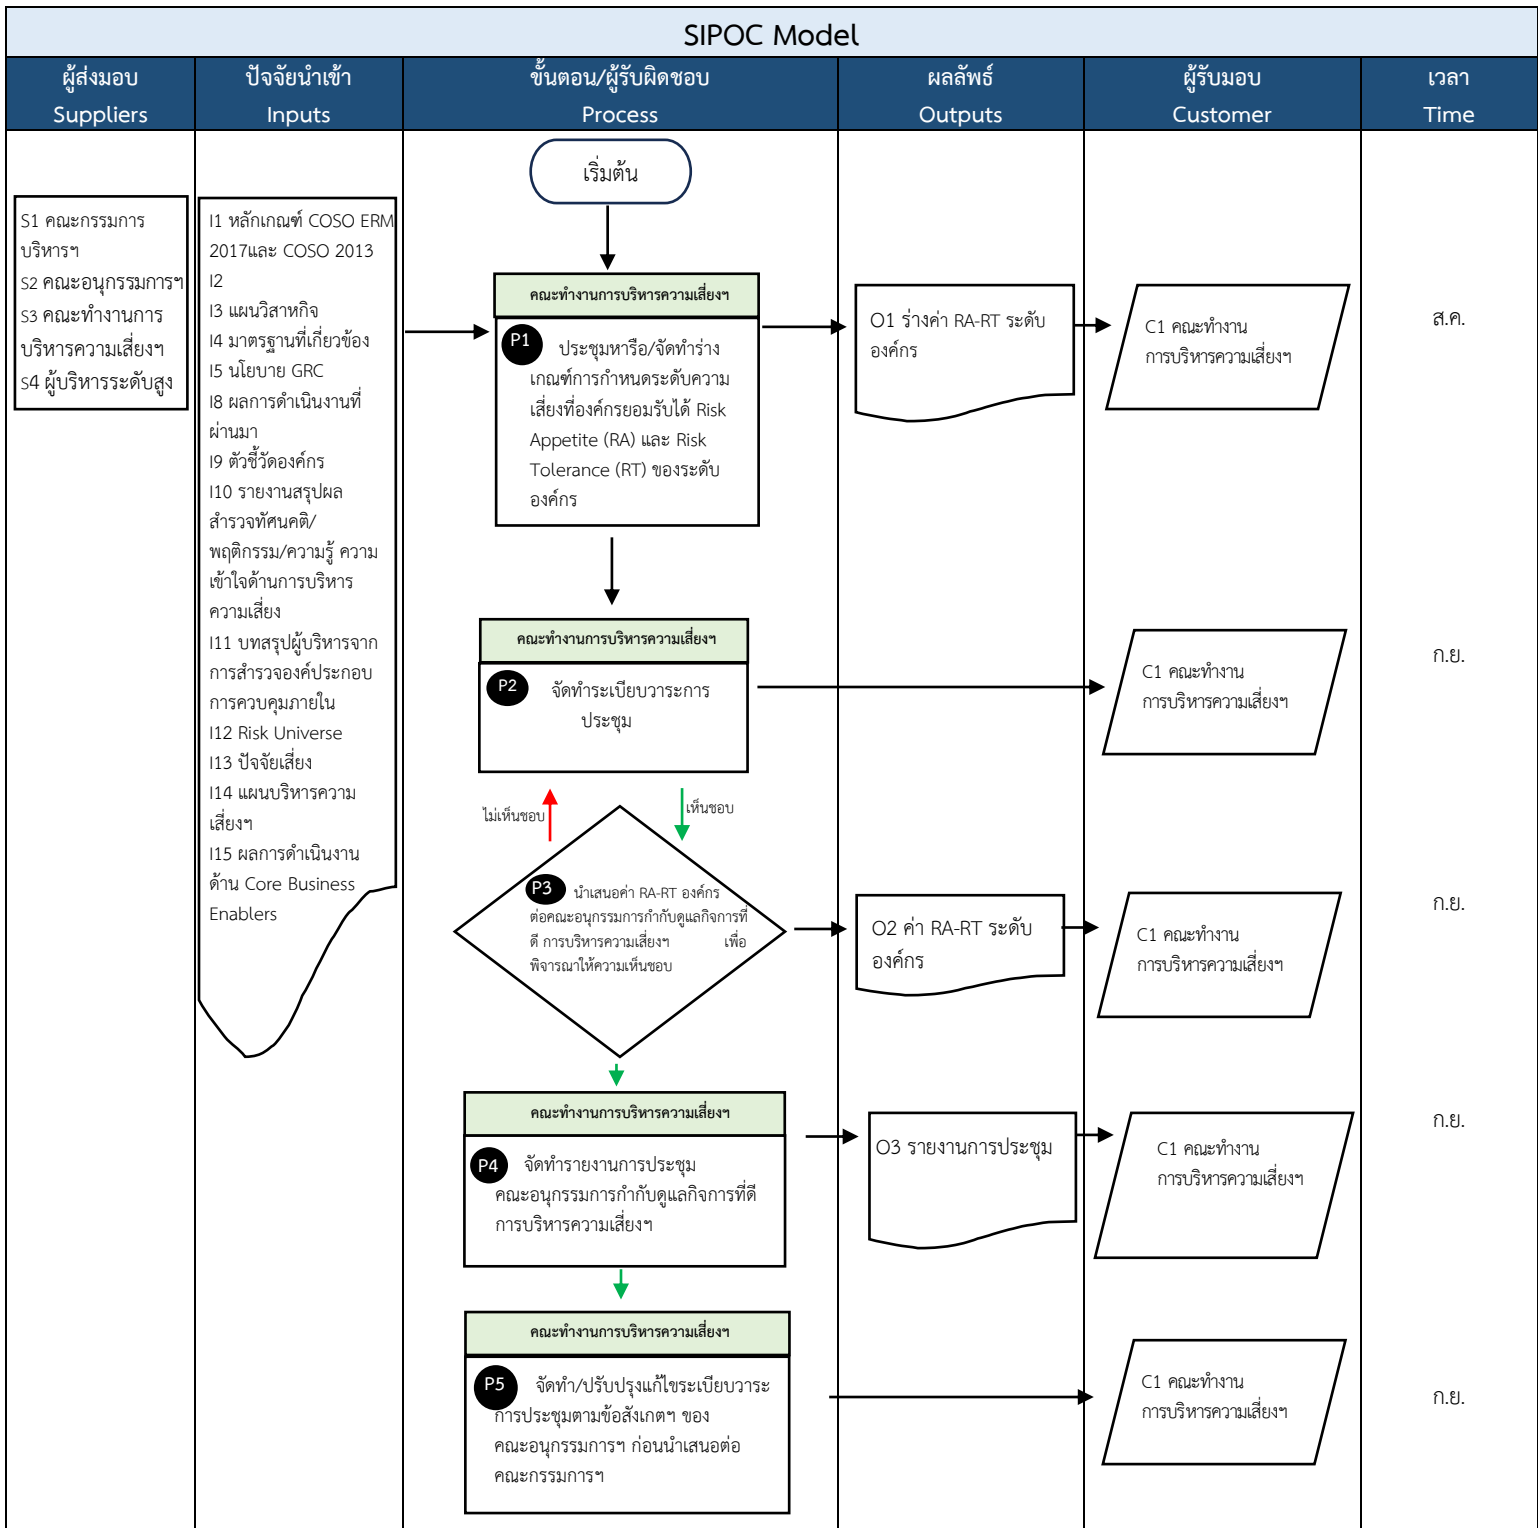 SIPOC Model
ผู้ส่งมอบ
Suppliers
ปัจจัยนำเข้า
Inputs
ขั้นตอน/ผู้รับผิดชอบ
Process
ผลลัพธ์
Outputs
ผู้รับมอบ
Customer
เวลา
Time
S1 คณะกรรมการ
บริหารฯ
S2 คณะอนุกรรมการฯ
S3 คณะทำงานการ
บริหารความเสี่ยงฯ
S4 ผู้บริหารระดับสูง
I1 หลักเกณฑ์ COSO ERM
2017และ COSO 2013
I2
I3 แผนวิสาหกิจ
I4 มาตรฐานที่เกี่ยวข้อง
I5 นโยบาย GRC
I8 ผลการดำเนินงานที่
ผ่านมา
I9 ตัวชี้วัดองค์กร
I10 รายงานสรุปผล
สำรวจทัศนคติ/
พฤติกรรม/ความรู้ ความ
เข้าใจด้านการบริหาร
ความเสี่ยง
I11 บทสรุปผู้บริหารจาก
การสำรวจองค์ประกอบ
การควบคุมภายใน
I12 Risk Universe
I13 ปัจจัยเสี่ยง
I14 แผนบริหารความ
เสี่ยงฯ
I15 ผลการดำเนินงาน
ด้าน Core Business
Enablers
เริ่มต้น
คณะทำงานการบริหารความเสี่ยงฯ
P1 ประชุมหารือ/จัดทำร่าง
เกณฑ์การกำหนดระดับความ
เสี่ยงที่องค์กรยอมรับได้ Risk
Appetite (RA) และ Risk
Tolerance (RT) ของระดับ
องค์กร
O1 ร่างค่า RA-RT ระดับ
องค์กร
C1 คณะทำงาน
การบริหารความเสี่ยงฯ
ส.ค.
คณะทำงานการบริหารความเสี่ยงฯ
P2 จัดทำระเบียบวาระการ
ประชุม
C1 คณะทำงาน
การบริหารความเสี่ยงฯ
ก.ย.
ไม่เห็นชอบ
เห็นชอบ
P3 นำเสนอค่า RA-RT องค์กร
ต่อคณะอนุกรรมการกำกับดูแลกิจการที่
ดี การบริหารความเสี่ยงฯ เพื่อ
พิจารณาให้ความเห็นชอบ
O2 ค่า RA-RT ระดับ
องค์กร
C1 คณะทำงาน
การบริหารความเสี่ยงฯ
ก.ย.
คณะทำงานการบริหารความเสี่ยงฯ
P4 จัดทำรายงานการประชุม
คณะอนุกรรมการกำกับดูแลกิจการที่ดี
การบริหารความเสี่ยงฯ
O3 รายงานการประชุม
C1 คณะทำงาน
การบริหารความเสี่ยงฯ
ก.ย.
คณะทำงานการบริหารความเสี่ยงฯ
P5 จัดทำ/ปรับปรุงแก้ไขระเบียบวาระ
การประชุมตามข้อสังเกตฯ ของ
คณะอนุกรรมการฯ ก่อนนำเสนอต่อ
คณะกรรมการฯ
C1 คณะทำงาน
การบริหารความเสี่ยงฯ
ก.ย.